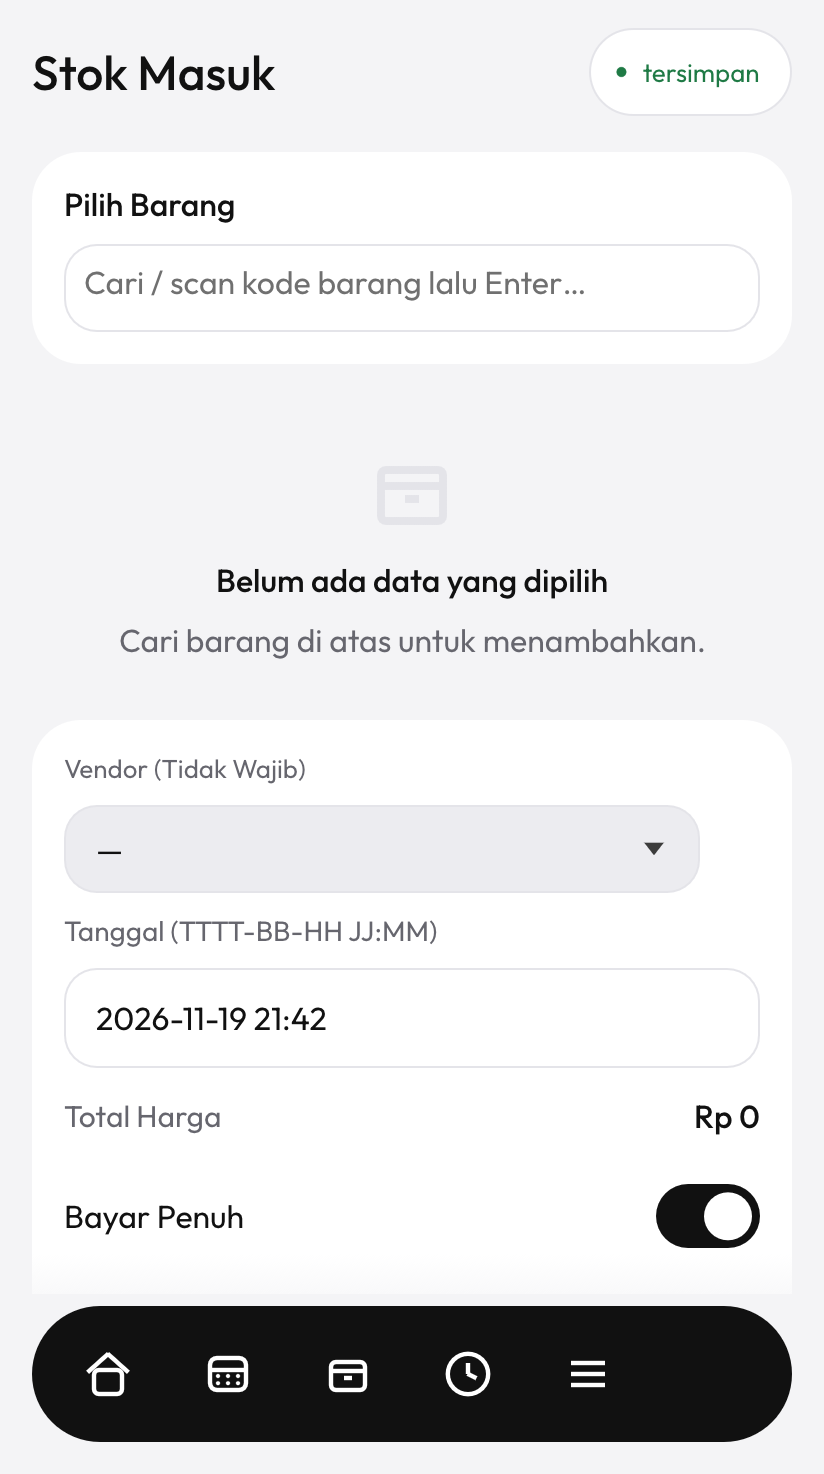 Stok Masuk
tersimpan
Pilih Barang
Cari / scan kode barang lalu Enter...
Belum ada data yang dipilih
Cari barang di atas untuk menambahkan.
Vendor (Tidak Wajib)
—
Tanggal (TTTT-BB-HH JJ:MM)
2026-11-19 21:42
Total Harga
Rp 0
Bayar Penuh